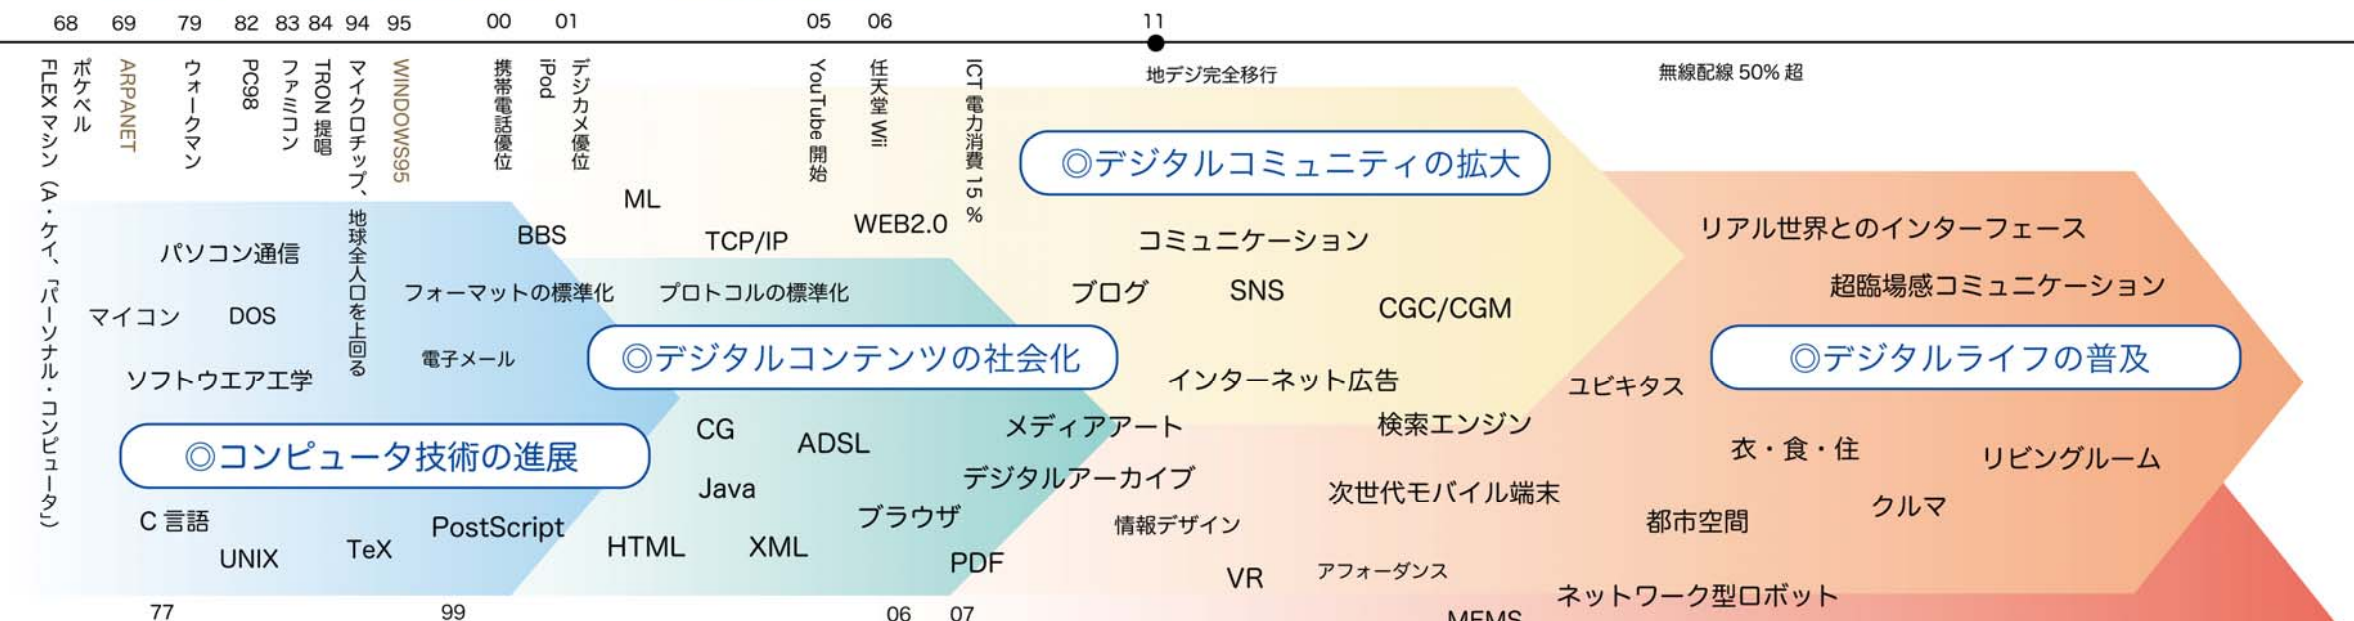 68 69 79 82 83 84 94 95 00 01 05 06 11
FLEX マシン（A・ケイ、「パーソナル・コンピュータ」）
ポケベル
ARPANET
ウォークマン
PC98
ファミコン
TRON 提唱
マイクロチップ、地球全人口を上回る
WINDOWS95
携帯電話優位
iPod
デジカメ優位
YouTube 開始
任天堂 Wii
ICT 電力消費 15 %
地デジ完全移行
無線配線 50% 超
◎デジタルコミュニティの拡大
ML
BBS
TCP/IP
WEB2.0
コミュニケーション
リアル世界とのインターフェース
パソコン通信
フォーマットの標準化
プロトコルの標準化
ブログ
SNS
CGC/CGM
超臨場感コミュニケーション
マイコン
DOS
電子メール
◎デジタルコンテンツの社会化
◎デジタルライフの普及
ソフトウエア工学
インターネット広告
ユビキタス
CG
ADSL
メディアアート
検索エンジン
衣・食・住
リビングルーム
◎コンピュータ技術の進展
Java
デジタルアーカイブ
次世代モバイル端末
クルマ
C 言語
PostScript
ブラウザ
情報デザイン
都市空間
UNIX
TeX
HTML
XML
PDF
VR
アフォーダンス
ネットワーク型ロボット
77 99 06 07
MEMS